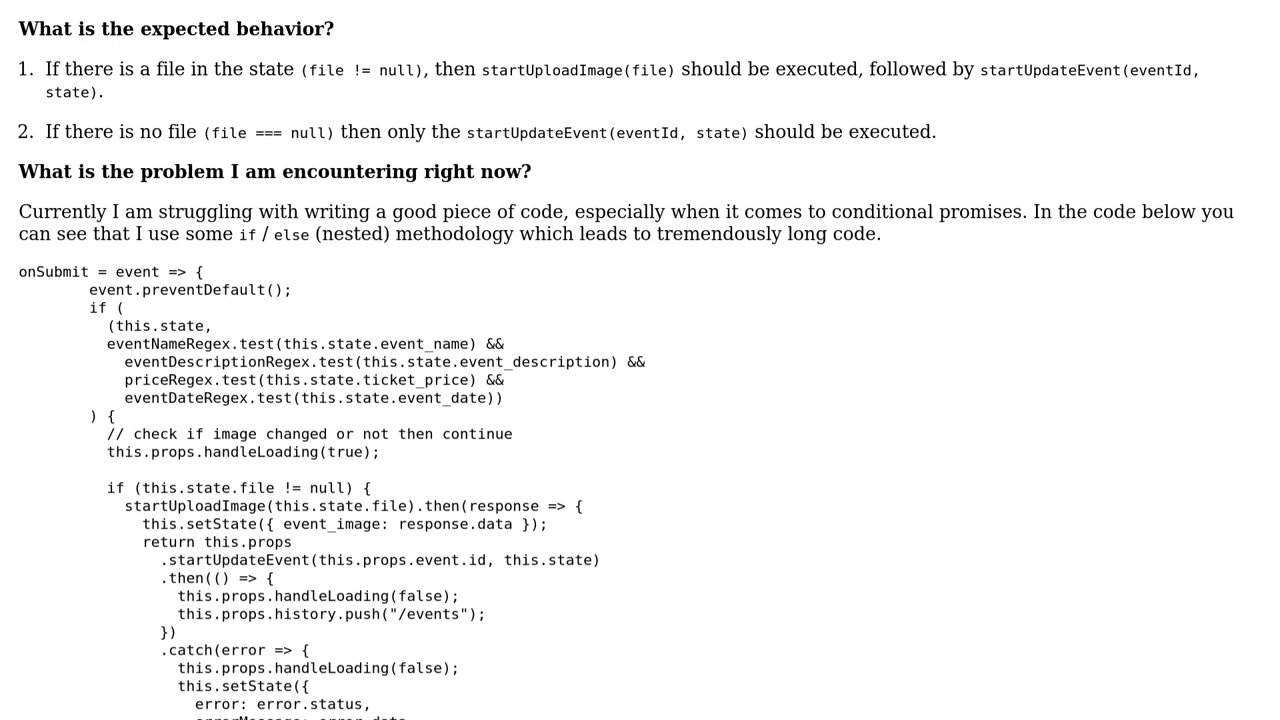 What is the expected behavior?
1. If there is a file in the state (file != null), then startUploadImage(file) should be executed, followed by startUpdateEvent(eventId,
state).
2. If there is no file (file === null) then only the startUpdateEvent(eventId, state) should be executed.
What is the problem I am encountering right now?
Currently I am struggling with writing a good piece of code, especially when it comes to conditional promises. In the code below you
can see that I use some if / else (nested) methodology which leads to tremendously long code.
onSubmit = event => {
        event.preventDefault();
        if (
          (this.state,
          eventNameRegex.test(this.state.event_name) &&
            eventDescriptionRegex.test(this.state.event_description) &&
            priceRegex.test(this.state.ticket_price) &&
            eventDateRegex.test(this.state.event_date))
        ) {
          // check if image changed or not then continue
          this.props.handleLoading(true);

          if (this.state.file != null) {
            startUploadImage(this.state.file).then(response => {
              this.setState({ event_image: response.data });
              return this.props
                .startUpdateEvent(this.props.event.id, this.state)
                .then(() => {
                  this.props.handleLoading(false);
                  this.props.history.push("/events");
                })
                .catch(error => {
                  this.props.handleLoading(false);
                  this.setState({
                    error: error.status,